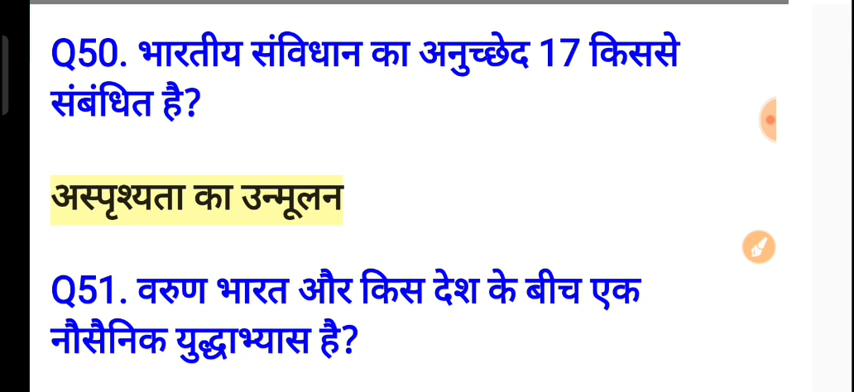 Q50. भारतीय संविधान का अनुच्छेद 17 किससे
संबंधित है?
अस्पृश्यता का उन्मूलन
Q51. वरुण भारत और किस देश के बीच एक
नौसैनिक युद्धाभ्यास है?